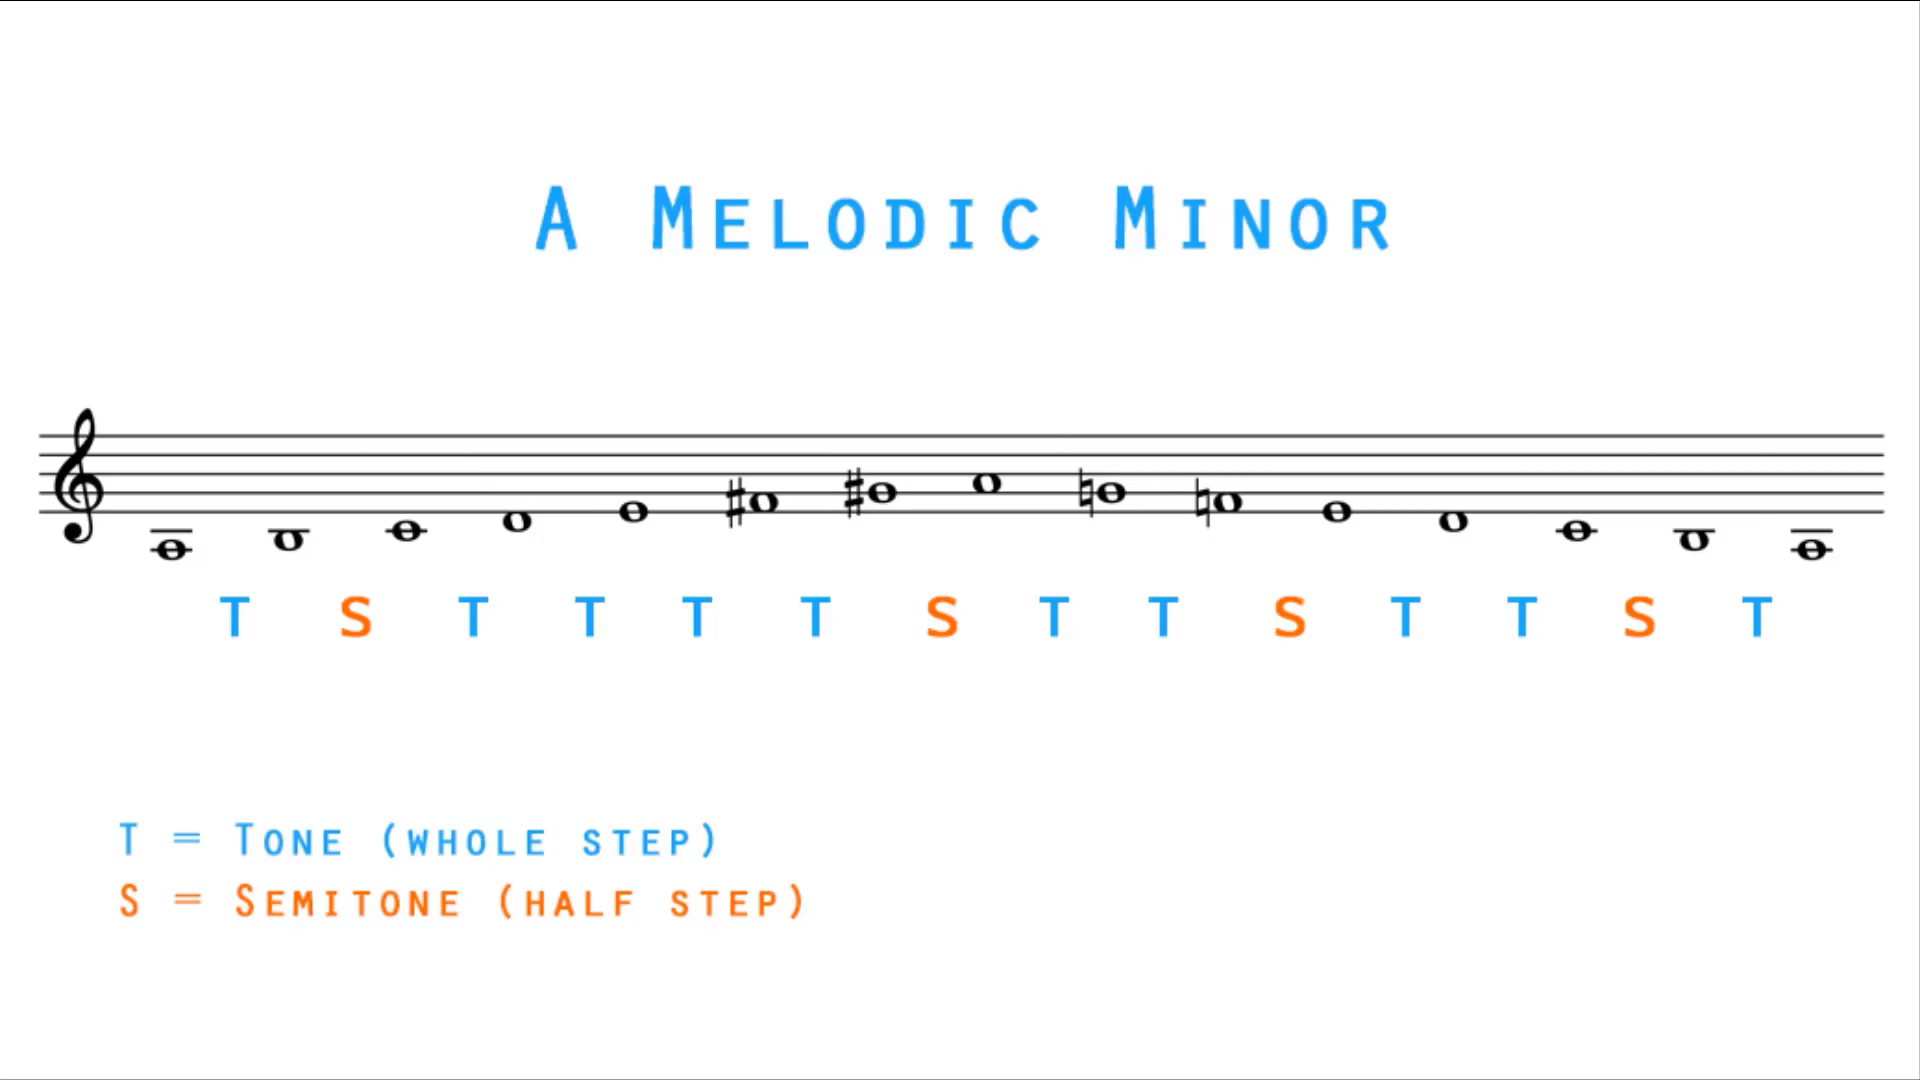 A Melodic Minor
T S T T T T S T T S T T S T
T = Tone (whole step)
S = Semitone (half step)